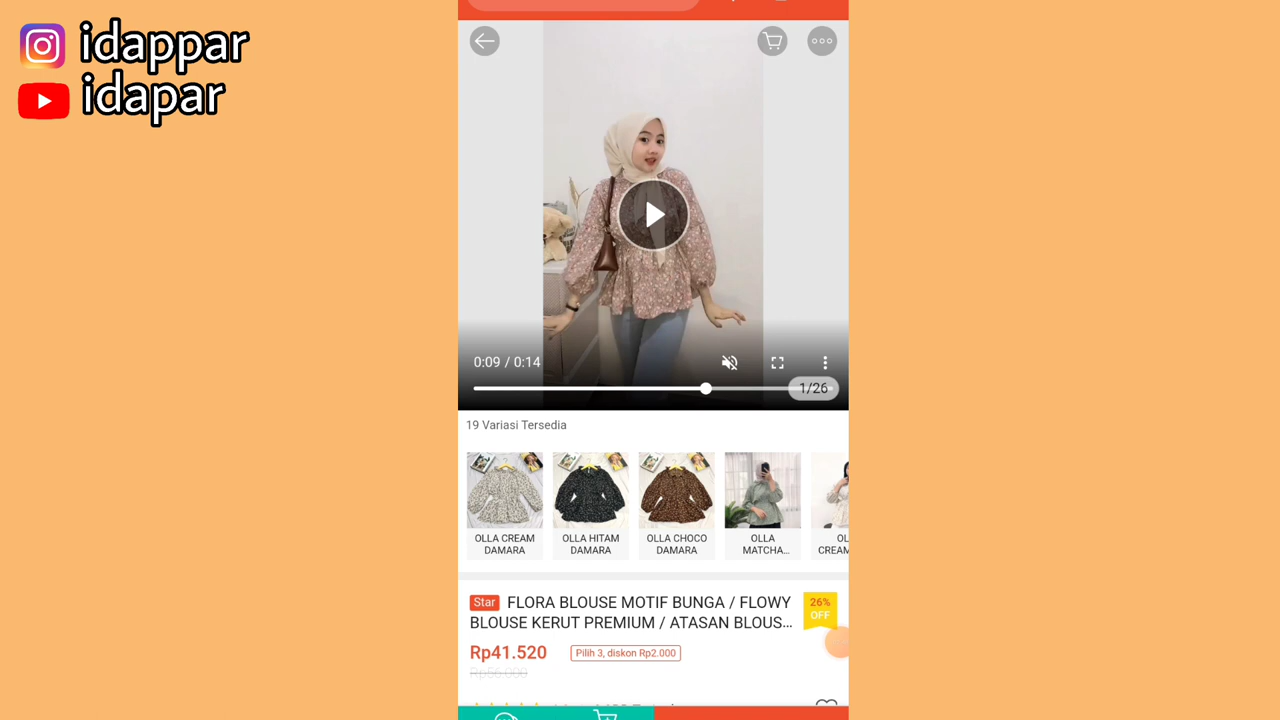 idappar
idapar
0:09 / 0:14
1/26
19 Variasi Tersedia
OLLA CREAM
DAMARA
OLLA HITAM
DAMARA
OLLA CHOCO
DAMARA
OLLA
MATCHA...
Star FLORA BLOUSE MOTIF BUNGA / FLOWY
BLOUSE KERUT PREMIUM / ATASAN BLOUS...
26%
OFF
Rp41.520
Pilih 3, diskon Rp2.000
Rp56.000